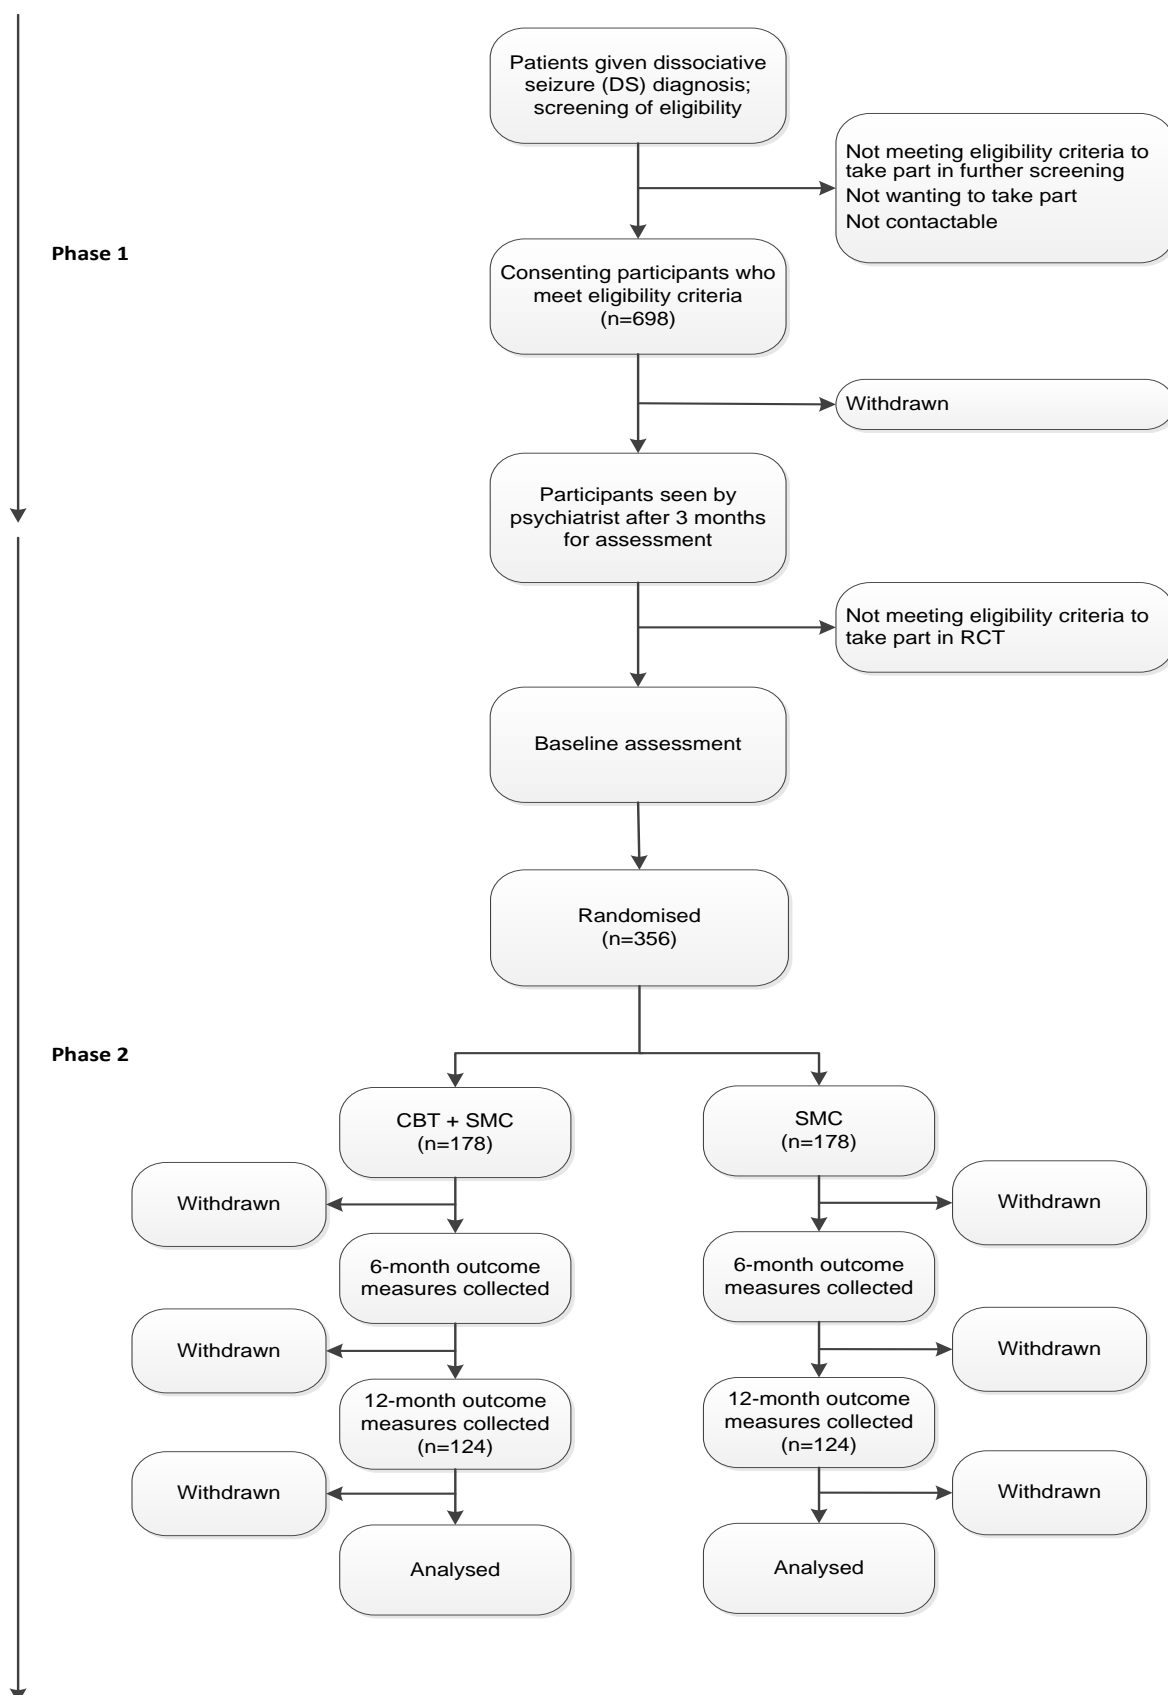 Patients given dissociative
seizure (DS) diagnosis;
screening of eligibility
Not meeting eligibility criteria to
take part in further screening
Not wanting to take part
Not contactable
Phase 1
Consenting participants who
meet eligibility criteria
(n=698)
Withdrawn
Participants seen by
psychiatrist after 3 months
for assessment
Not meeting eligibility criteria to
take part in RCT
Baseline assessment
Randomised
(n=356)
Phase 2
CBT + SMC
(n=178)
SMC
(n=178)
Withdrawn
Withdrawn
6-month outcome
measures collected
6-month outcome
measures collected
Withdrawn
Withdrawn
12-month outcome
measures collected
(n=124)
12-month outcome
measures collected
(n=124)
Withdrawn
Withdrawn
Analysed
Analysed